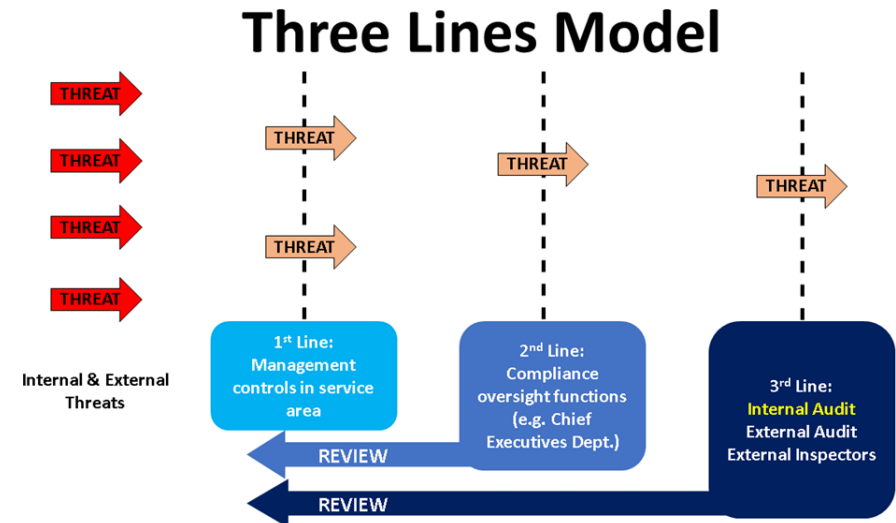 Three Lines Model
THREAT
THREAT
THREAT
THREAT
Internal & External
Threats
THREAT
THREAT
1st Line:
Management
controls in service
area
THREAT
2nd Line:
Compliance
oversight functions
(e.g. Chief
Executives Dept.)
THREAT
3rd Line:
Internal Audit
External Audit
External Inspectors
REVIEW
REVIEW